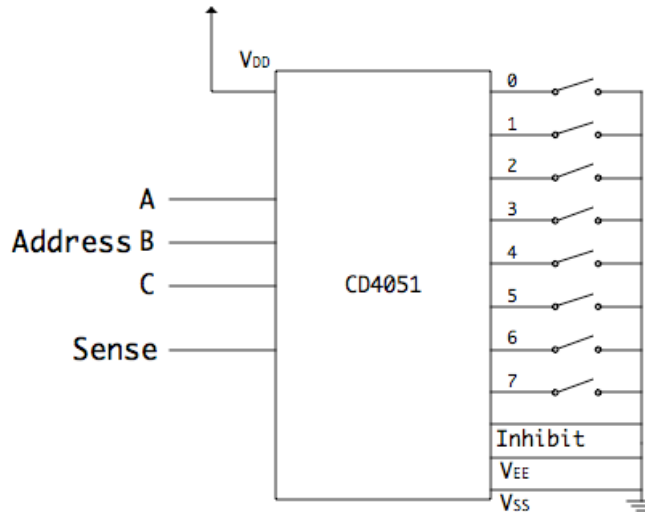 VDD
0
1
2
A
3
Address B
4
C
CD4051
5
Sense
6
7
Inhibit
VEE
VSS